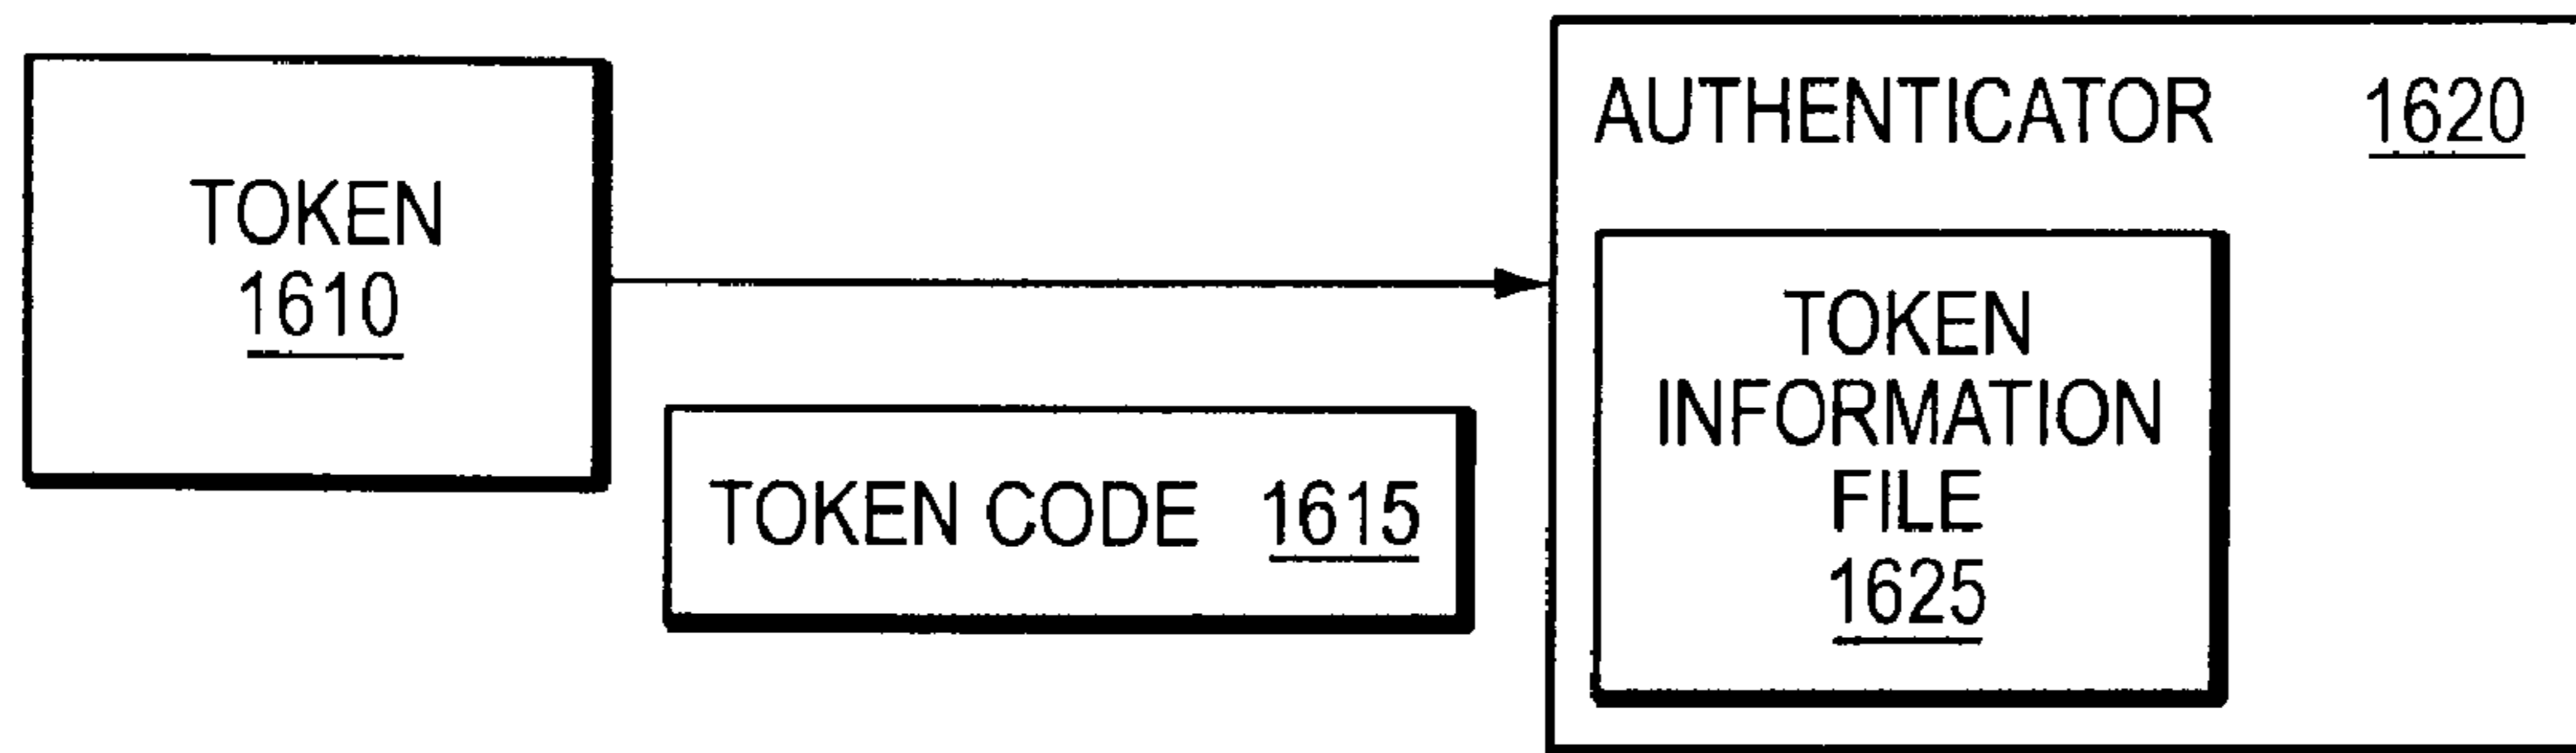 TOKEN
1610
TOKEN CODE 1615
AUTHENTICATOR 1620
TOKEN
INFORMATION
FILE
1625